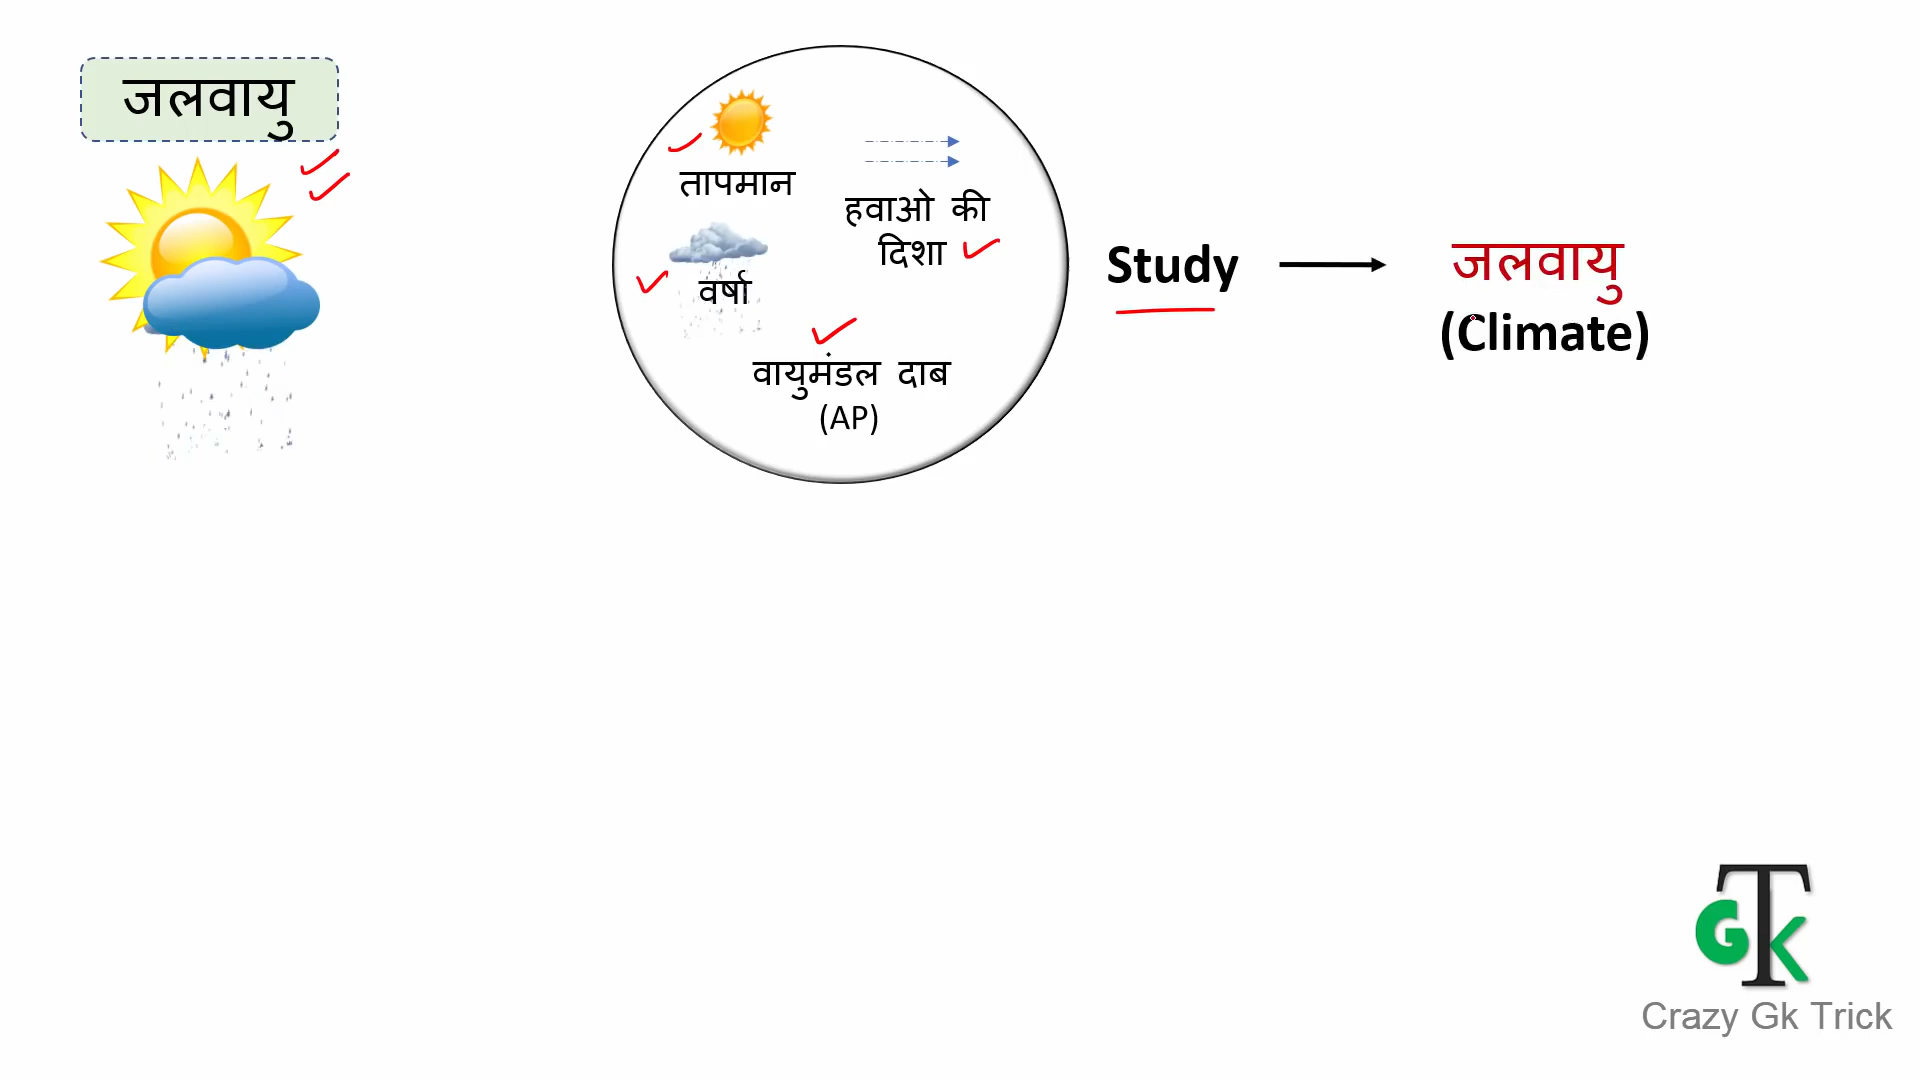 जलवायु
तापमान
हवाओ की
दिशा
वर्षा
वायुमंडल दाब
(AP)
Study
जलवायु
(Climate)
GTK
Crazy Gk Trick